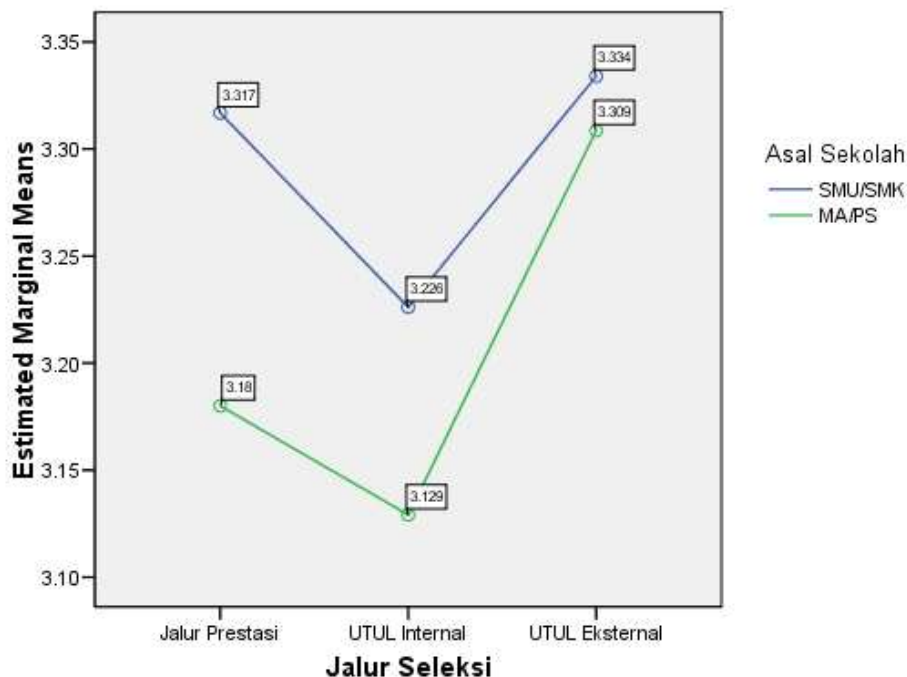 Estimated Marginal Means
3.35
3.30
3.25
3.20
3.15
3.10
3.317
3.226
3.334
3.309
3.18
3.129
Jalur Prestasi
UTUL Internal
UTUL Eksternal
Jalur Seleksi
Asal Sekolah
SMU/SMK
MA/PS